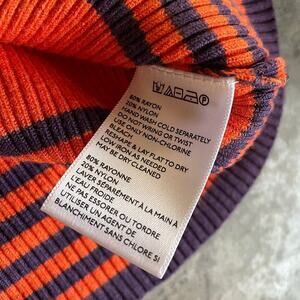 80% RAYON
20% NYLON
HAND WASH COLD SEPARATELY
DO NOT WRING OR TWIST
USE ONLY NON-CHLORINE
BLEACH
RESHAPE & LAY FLAT TO DRY
LOW IRON AS NEEDED
MAY BE DRY CLEANED
80% RAYONNE
20% NYLON
LAVER SÉPARÉMENT À LA MAIN À
L'EAU FROIDE
NE PAS ESSORER OU TORDRE
UTILISER UN AGENT DE
BLANCHIMENT SANS CHLORE SI